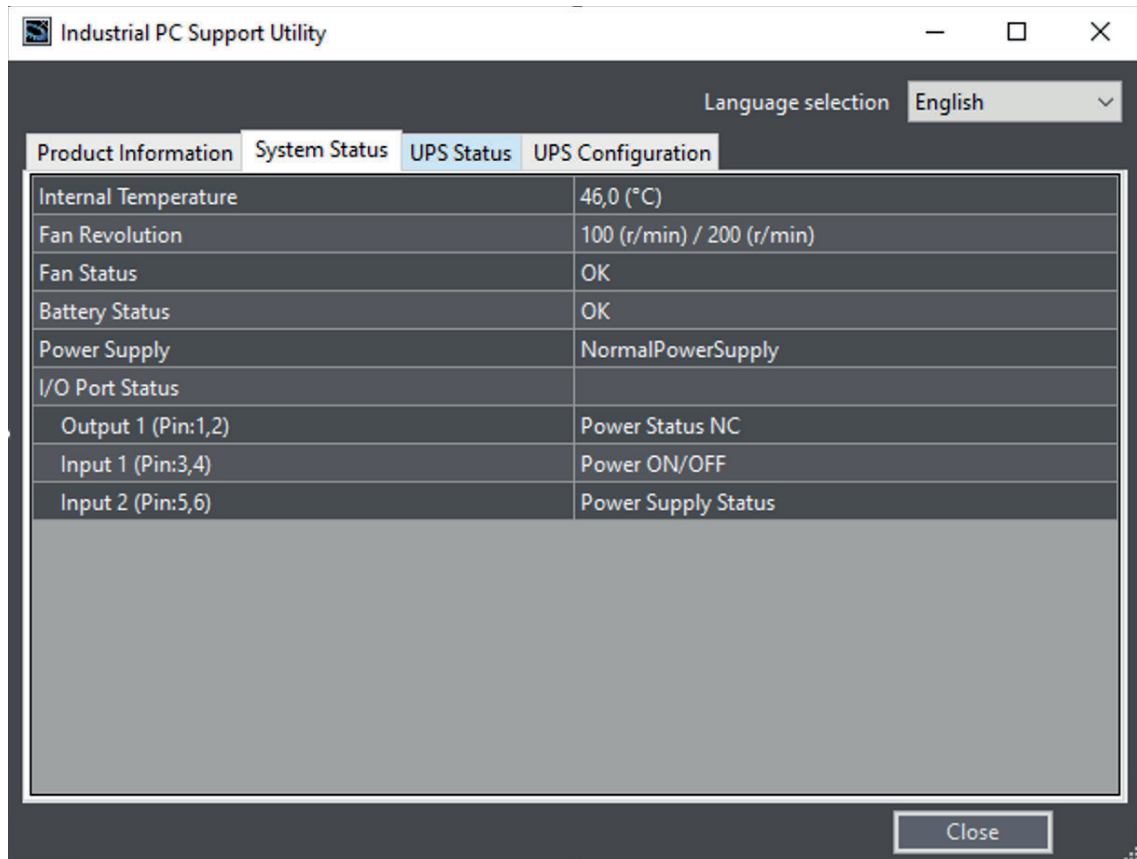 Industrial PC Support Utility
Language selection English
Product Information System Status UPS Status UPS Configuration
Internal Temperature 46,0 (°C)
Fan Revolution 100 (r/min) / 200 (r/min)
Fan Status OK
Battery Status OK
Power Supply NormalPowerSupply
I/O Port Status
Output 1 (Pin:1,2) Power Status NC
Input 1 (Pin:3,4) Power ON/OFF
Input 2 (Pin:5,6) Power Supply Status
Close